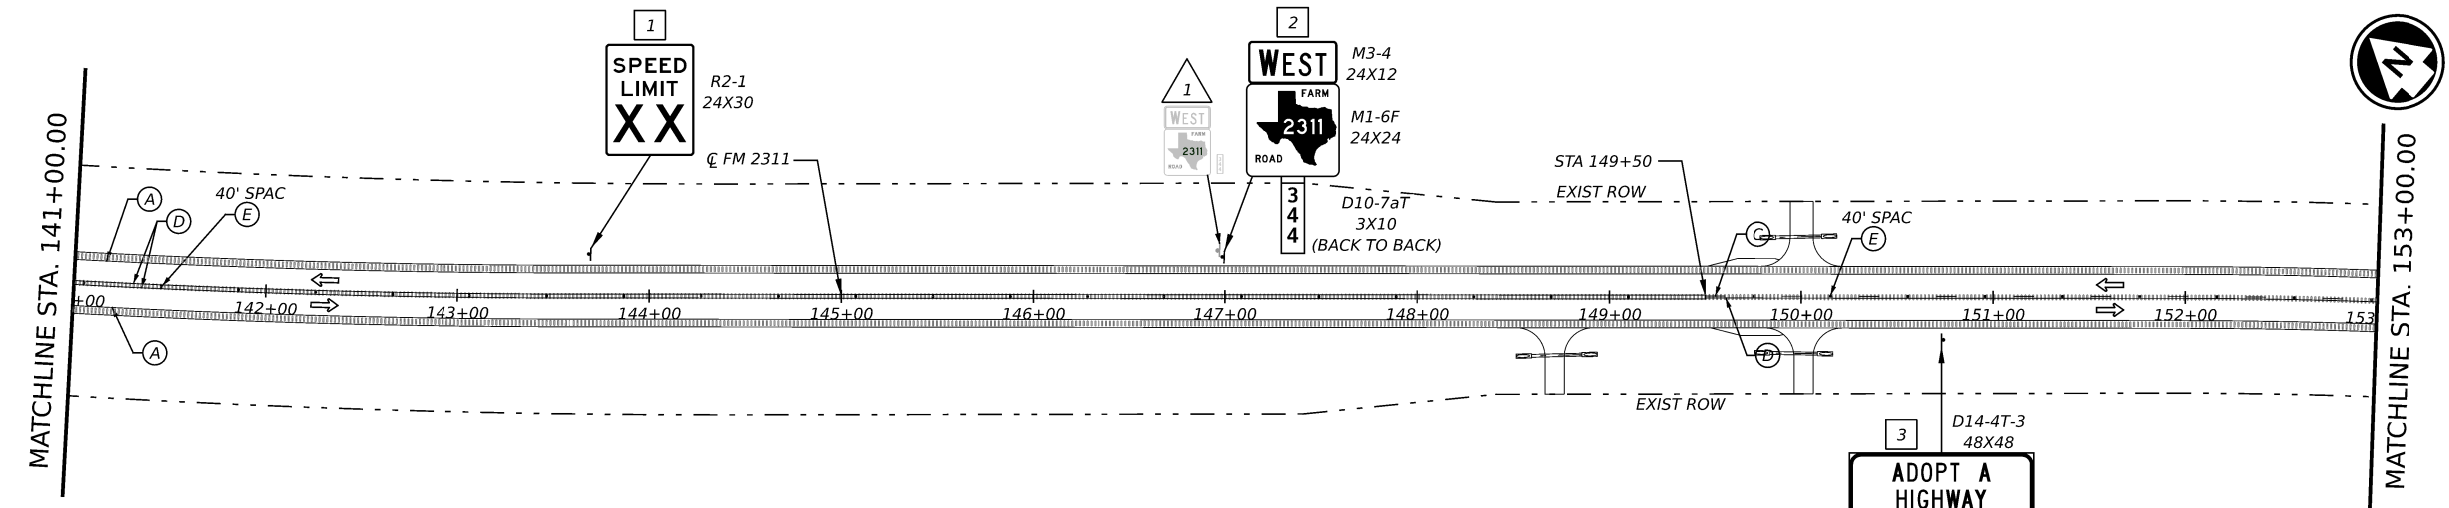 MATCHLINE STA. 141+00.00
1
SPEED
LIMIT
XX
R2-1
24X30
℄ FM 2311
1
WEST
FARM
2311
ROAD
2
WEST
FARM
2311
ROAD
3
4
4
M3-4
24X12
M1-6F
24X24
D10-7aT
3X10
(BACK TO BACK)
STA 149+50
EXIST ROW
N
A
D
40' SPAC
E
C
40' SPAC
E
+00
142+00
143+00
144+00
145+00
146+00
147+00
148+00
149+00
150+00
151+00
152+00
153
A
D
EXIST ROW
3
D14-4T-3
48X48
ADOPT A
HIGHWAY
MATCHLINE STA. 153+00.00